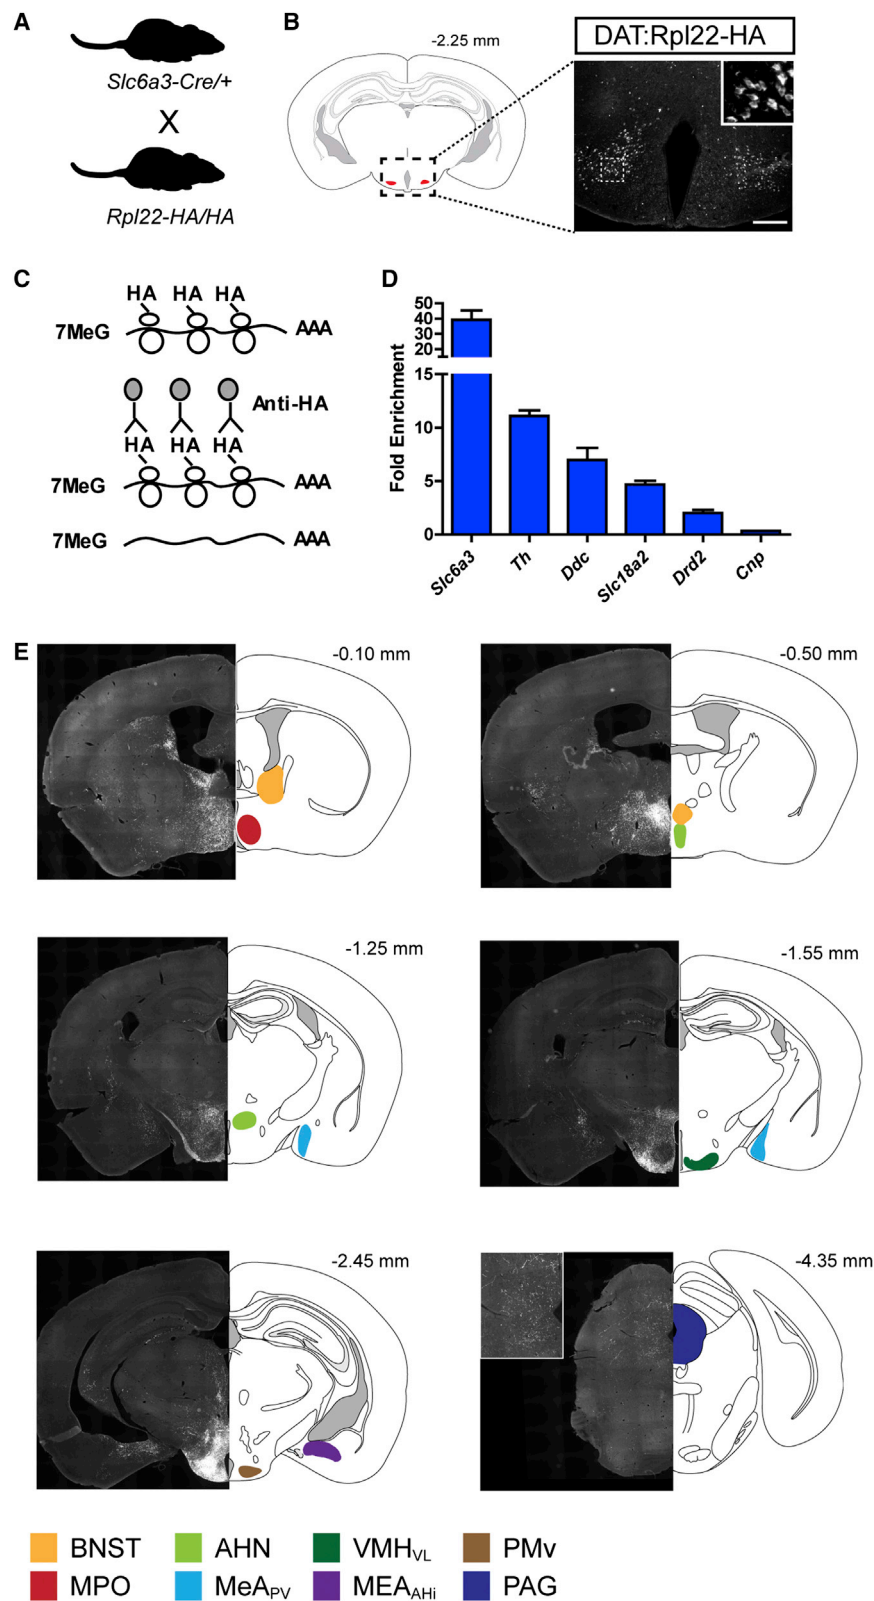 A
Slc6a3-Cre/+
X
Rpl22-HA/HA
B
-2.25 mm
DAT:Rpl22-HA
C
HA HA HA
7MeG AAA
Anti-HA
HA HA HA
7MeG AAA
7MeG AAA
D
Fold Enrichment
50
40
30
20
15
10
5
0
Slc6a3 Th Ddc Slc18a2 Drd2 Cnp
E
-0.10 mm
-0.50 mm
-1.25 mm
-1.55 mm
-2.45 mm
-4.35 mm
BNST AHN VMHVL PMv
MPO MeAPV MEAAHi PAG